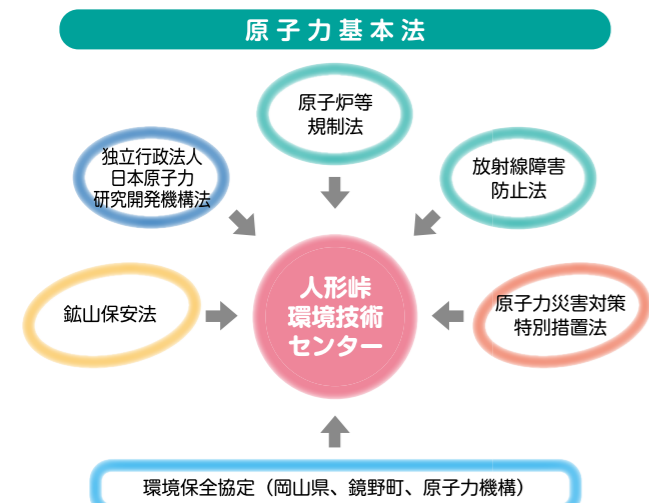 原子力基本法
原子炉等
規制法
独立行政法人
日本原子力
研究開発機構法
放射線障害
防止法
鉱山保安法
人形峠
環境技術
センター
原子力災害対策
特別措置法
環境保全協定（岡山県、鏡野町、原子力機構）